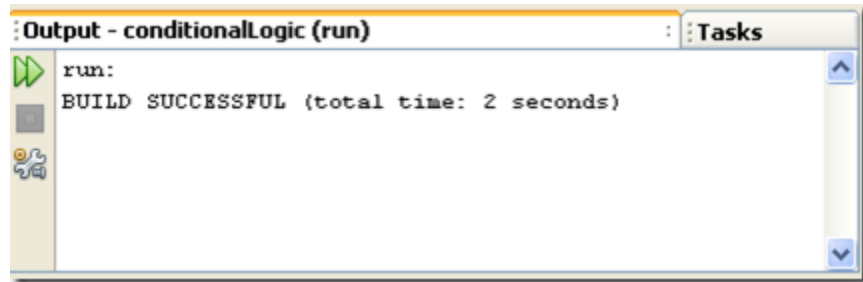 Output - conditionalLogic (run)
Tasks
run:
BUILD SUCCESSFUL (total time: 2 seconds)